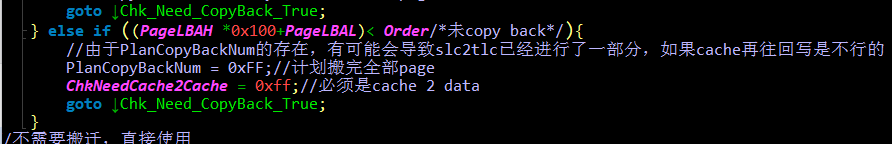 goto ↓Chk_Need_CopyBack_True;
} else if ((PageLBAH *0x100+PageLBAL)< Order/*未copy back*/){
//由于PlanCopyBackNum的存在，有可能会导致slc2tlc已经进行了一部分，如果cache再往回写是不行的
PlanCopyBackNum = 0xFF;//计划搬完全部page
ChkNeedCache2Cache = 0xff;//必须是cache 2 data
goto ↓Chk_Need_CopyBack_True;
}
/不需要搬迁，直接使用